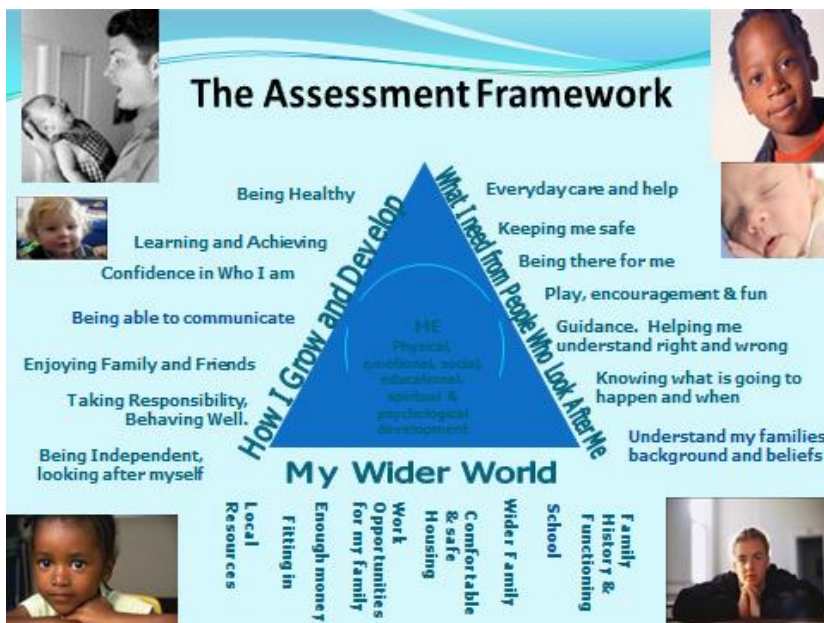 The Assessment Framework
Being Healthy
Learning and Achieving
Confidence in Who I am
Being able to communicate
Enjoying Family and Friends
Taking Responsibility,
Behaving Well.
Being Independent,
looking after myself
How I Grow and Develop
What I need from People Who Look After Me
Everyday care and help
Keeping me safe
Being there for me
Play, encouragement & fun
Guidance. Helping me
understand right and wrong
Knowing what is going to
happen and when
Understand my families
background and beliefs
ME
Physical,
emotional, social,
educational,
spiritual &
psychological
development
My Wider World
Local
Resources
Fitting in
Enough money
Work
Opportunities
for my family
Comfortable
& safe
Housing
Wider Family
School
Family
History &
Functioning